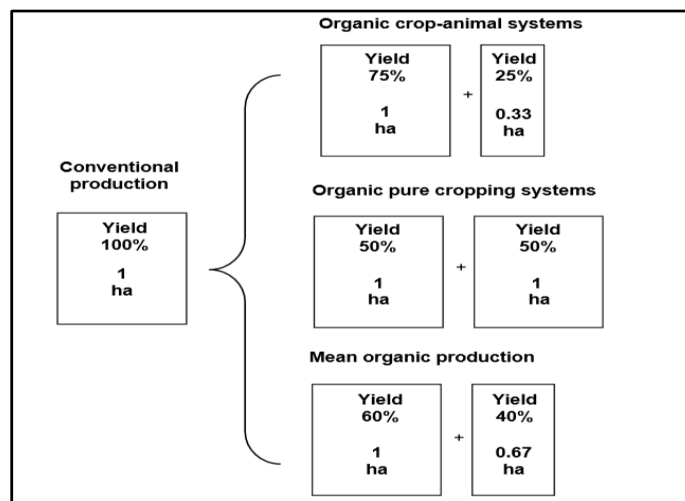 Organic crop-animal systems
Yield
75%
1
ha
+
Yield
25%
0.33
ha
Conventional
production
Yield
100%
1
ha
Organic pure cropping systems
Yield
50%
1
ha
+
Yield
50%
1
ha
Mean organic production
Yield
60%
1
ha
+
Yield
40%
0.67
ha